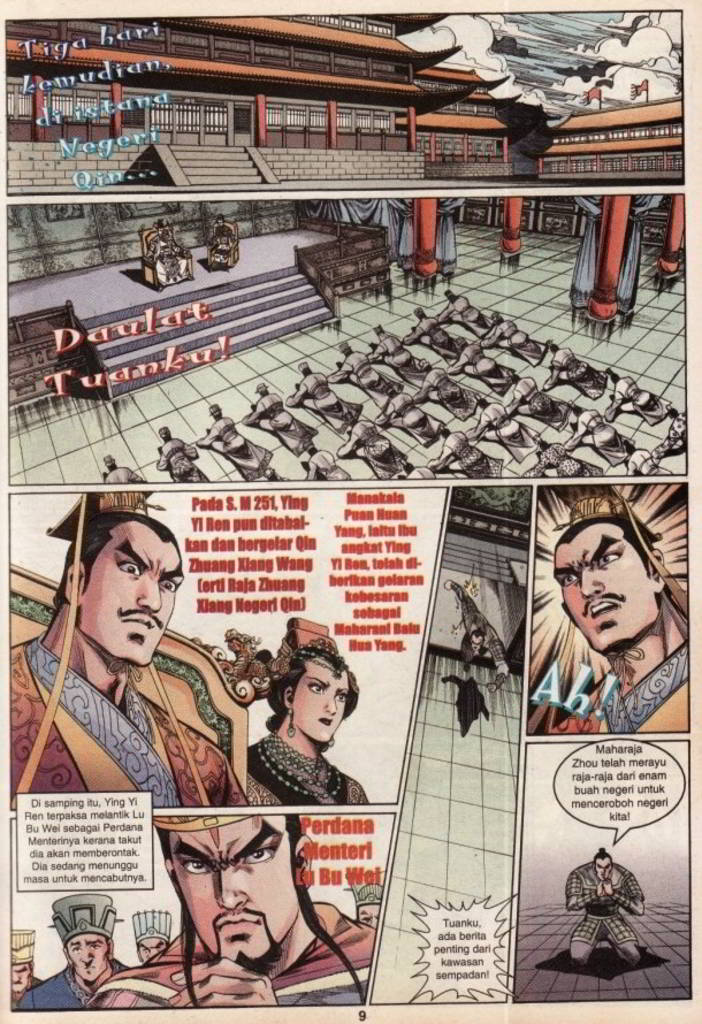 Tiga hari
kemudian,
di istana
Negeri
Qin...
Daulat
Tuanku!
Pada S. M 251, Ying
Yi Ren pun ditabal-
kan dan bergelar Qin
Zhuang Xiang Wang
(erti Raja Zhuang
Xiang Negeri Qin)
Manakala
Puan Huan
Yang, iaitu ibu
angkat Ying
Yi Ren, telah di-
berikan gelaran
kebesaran
sebagai
Maharani Balu
Hua Yang.
Ah!
Di samping itu, Ying Yi
Ren terpaksa melantik Lu
Bu Wei sebagai Perdana
Menterinya kerana takut
dia akan memberontak.
Dia sedang menunggu
masa untuk mencabutnya.
Perdana
Menteri
Lu Bu Wei
Tuanku,
ada berita
penting dari
kawasan
sempadan!
Maharaja
Zhou telah merayu
raja-raja dari enam
buah negeri untuk
menceroboh negeri
kita!
9